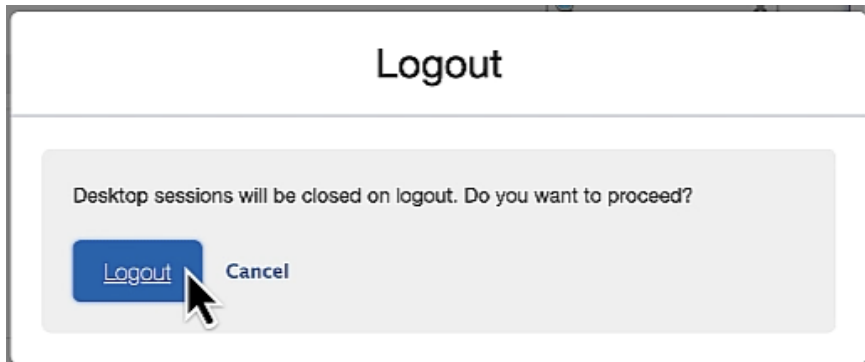 Logout
Desktop sessions will be closed on logout. Do you want to proceed?
Logout Cancel